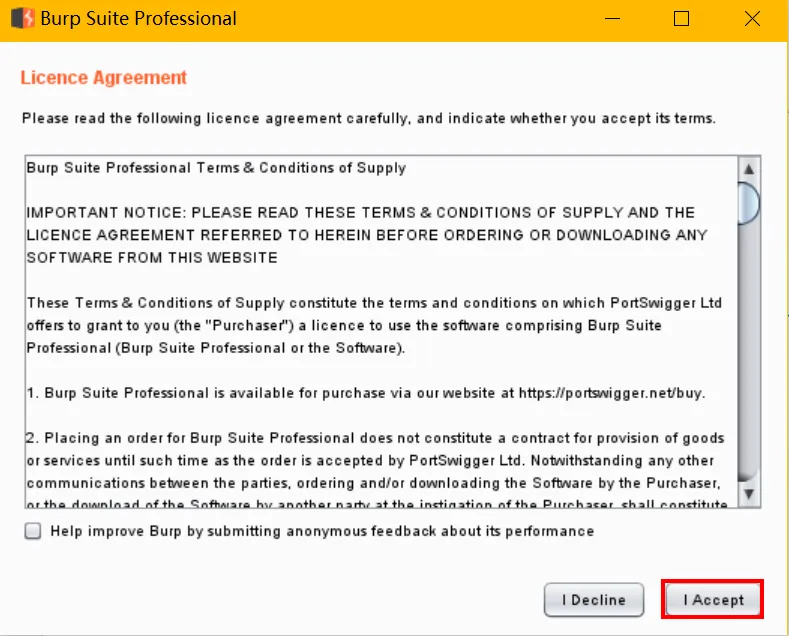 Burp Suite Professional
Licence Agreement
Please read the following licence agreement carefully, and indicate whether you accept its terms.
Burp Suite Professional Terms & Conditions of Supply
IMPORTANT NOTICE: PLEASE READ THESE TERMS & CONDITIONS OF SUPPLY AND THE
LICENCE AGREEMENT REFERRED TO HEREIN BEFORE ORDERING OR DOWNLOADING ANY
SOFTWARE FROM THIS WEBSITE
These Terms & Conditions of Supply constitute the terms and conditions on which PortSwigger Ltd
offers to grant to you (the "Purchaser") a licence to use the software comprising Burp Suite
Professional (Burp Suite Professional or the Software).
1. Burp Suite Professional is available for purchase via our website at https://portswigger.net/buy.
2. Placing an order for Burp Suite Professional does not constitute a contract for provision of goods
or services until such time as the order is accepted by PortSwigger Ltd. Notwithstanding any other
communications between the parties, ordering and/or downloading the Software by the Purchaser,
or the download of the Software by another party at the instigation of the Purchaser, shall constitute
Help improve Burp by submitting anonymous feedback about its performance
I Decline
I Accept